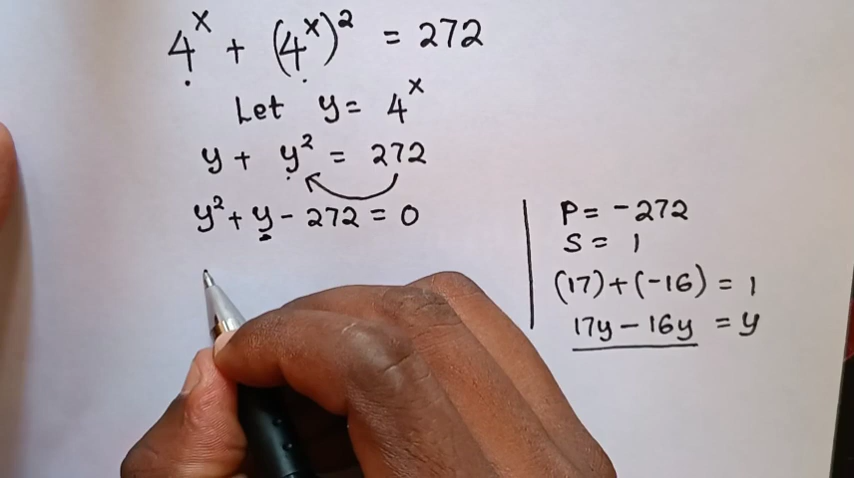 4^x + (4^x)^2 = 272
Let y = 4^x
y + y^2 = 272
y^2 + y - 272 = 0
P = -272
S = 1
(17) + (-16) = 1
17y - 16y = y